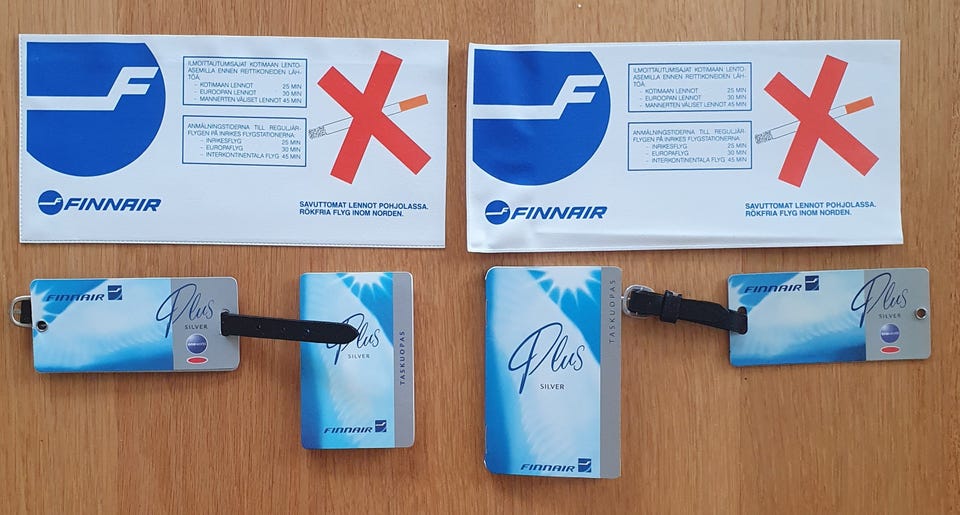 F
ILMOITTAUTUMISAJAT KOTIMAAN LENTO-
ASEMILLA ENNEN REITTIKONEIDEN LÄH-
TÖÄ:
– KOTIMAAN LENNOT 25 MIN
– EUROOPAN LENNOT 30 MIN
– MANNERTEN VÄLISET LENNOT 45 MIN
ANMÄLNINGSTIDERNA TILL REGULJÄR-
FLYGEN PÅ INRIKES FLYGSTATIONERNA:
– INRIKESFLYG 25 MIN
– EUROPAFLYG 30 MIN
– INTERKONTINENTALA FLYG 45 MIN
FINNAIR
SAVUTTOMAT LENNOT POHJOLASSA.
RÖKFRIA FLYG INOM NORDEN.
F
ILMOITTAUTUMISAJAT KOTIMAAN LENTO-
ASEMILLA ENNEN REITTIKONEIDEN LÄH-
TÖÄ:
– KOTIMAAN LENNOT 25 MIN
– EUROOPAN LENNOT 30 MIN
– MANNERTEN VÄLISET LENNOT 45 MIN
ANMÄLNINGSTIDERNA TILL REGULJÄR-
FLYGEN PÅ INRIKES FLYGSTATIONERNA:
– INRIKESFLYG 25 MIN
– EUROPAFLYG 30 MIN
– INTERKONTINENTALA FLYG 45 MIN
FINNAIR
SAVUTTOMAT LENNOT POHJOLASSA.
RÖKFRIA FLYG INOM NORDEN.
FINNAIR
Plus
SILVER
oneworld
Plus
SILVER
TASKUOPAS
FINNAIR
Plus
SILVER
TASKUOPAS
FINNAIR
FINNAIR
Plus
SILVER
oneworld